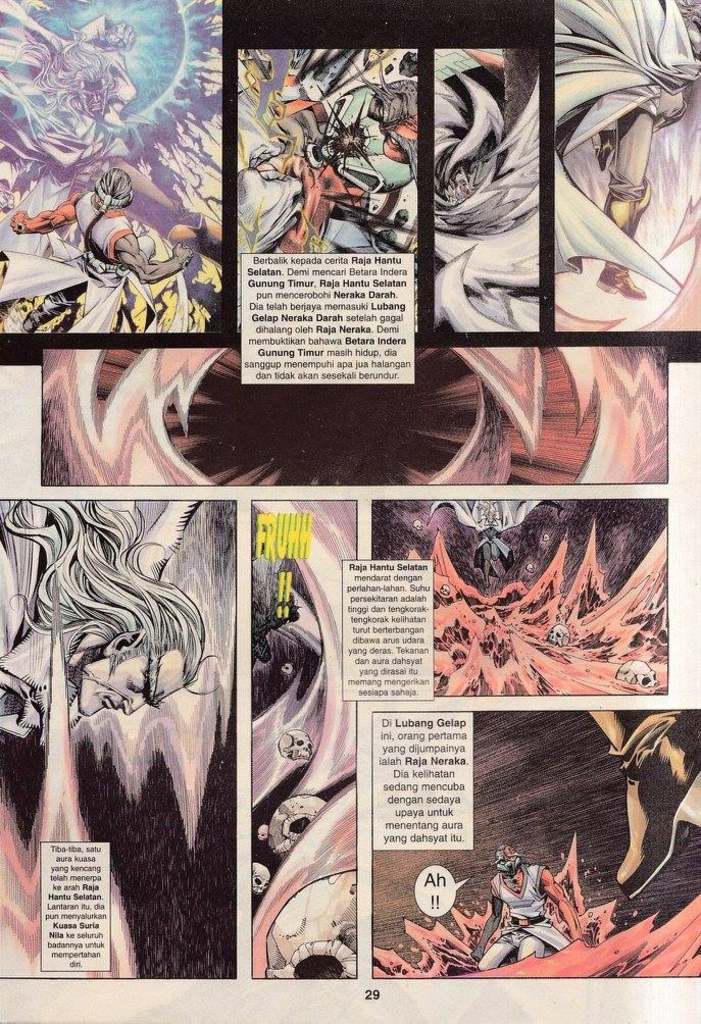 Berbalik kepada cerita Raja Hantu
Selatan. Demi mencari Betara Indera
Gunung Timur, Raja Hantu Selatan
pun mencerobohi Neraka Darah.
Dia telah berjaya memasuki Lubang
Gelap Neraka Darah setelah gagal
dihalang oleh Raja Neraka. Demi
membuktikan bahawa Betara Indera
Gunung Timur masih hidup, dia
sanggup menempuhi apa jua halangan
dan tidak akan sesekali berundur.
Tiba-tiba, satu
aura kuasa
yang kencang
telah menerpa
ke arah Raja
Hantu Selatan.
Lantaran itu, dia
pun menyalurkan
Kuasa Suria
Nila ke seluruh
badannya untuk
mempertahan
diri.
FRUHH
!!
Raja Hantu Selatan
mendarat dengan
perlahan-lahan. Suhu
persekitaran adalah
tinggi dan tengkorak-
tengkorak kelihatan
turut berterbangan
dibawa arus udara
yang deras. Tekanan
dan aura dahsyat
yang dirasai itu
memang mengerikan
sesiapa sahaja.
Di Lubang Gelap
ini, orang pertama
yang dijumpainya
ialah Raja Neraka.
Dia kelihatan
sedang mencuba
dengan sedaya
upaya untuk
menentang aura
yang dahsyat itu.
Ah
!!
29